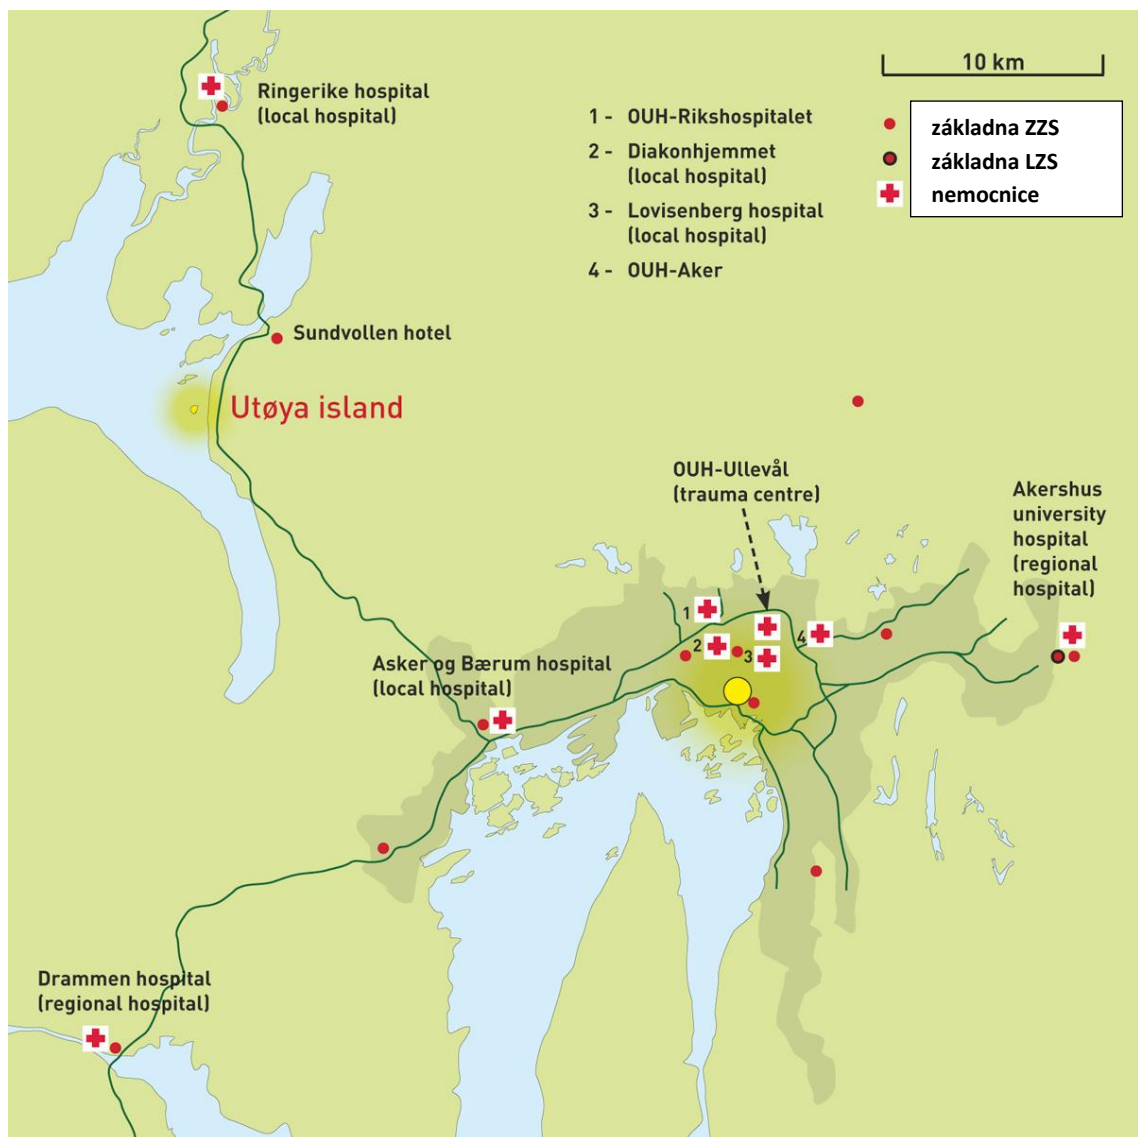 10 km
Ringerike hospital
(local hospital)
1 - OUH-Rikshospitalet
2 - Diakonhjemmet
(local hospital)
3 - Lovisenberg hospital
(local hospital)
4 - OUH-Aker
základna ZZS
základna LZS
nemocnice
Sundvollen hotel
Utøya island
OUH-Ullevål
(trauma centre)
Akershus
university
hospital
(regional
hospital)
1
2
3
4
Asker og Bærum hospital
(local hospital)
Drammen hospital
(regional hospital)